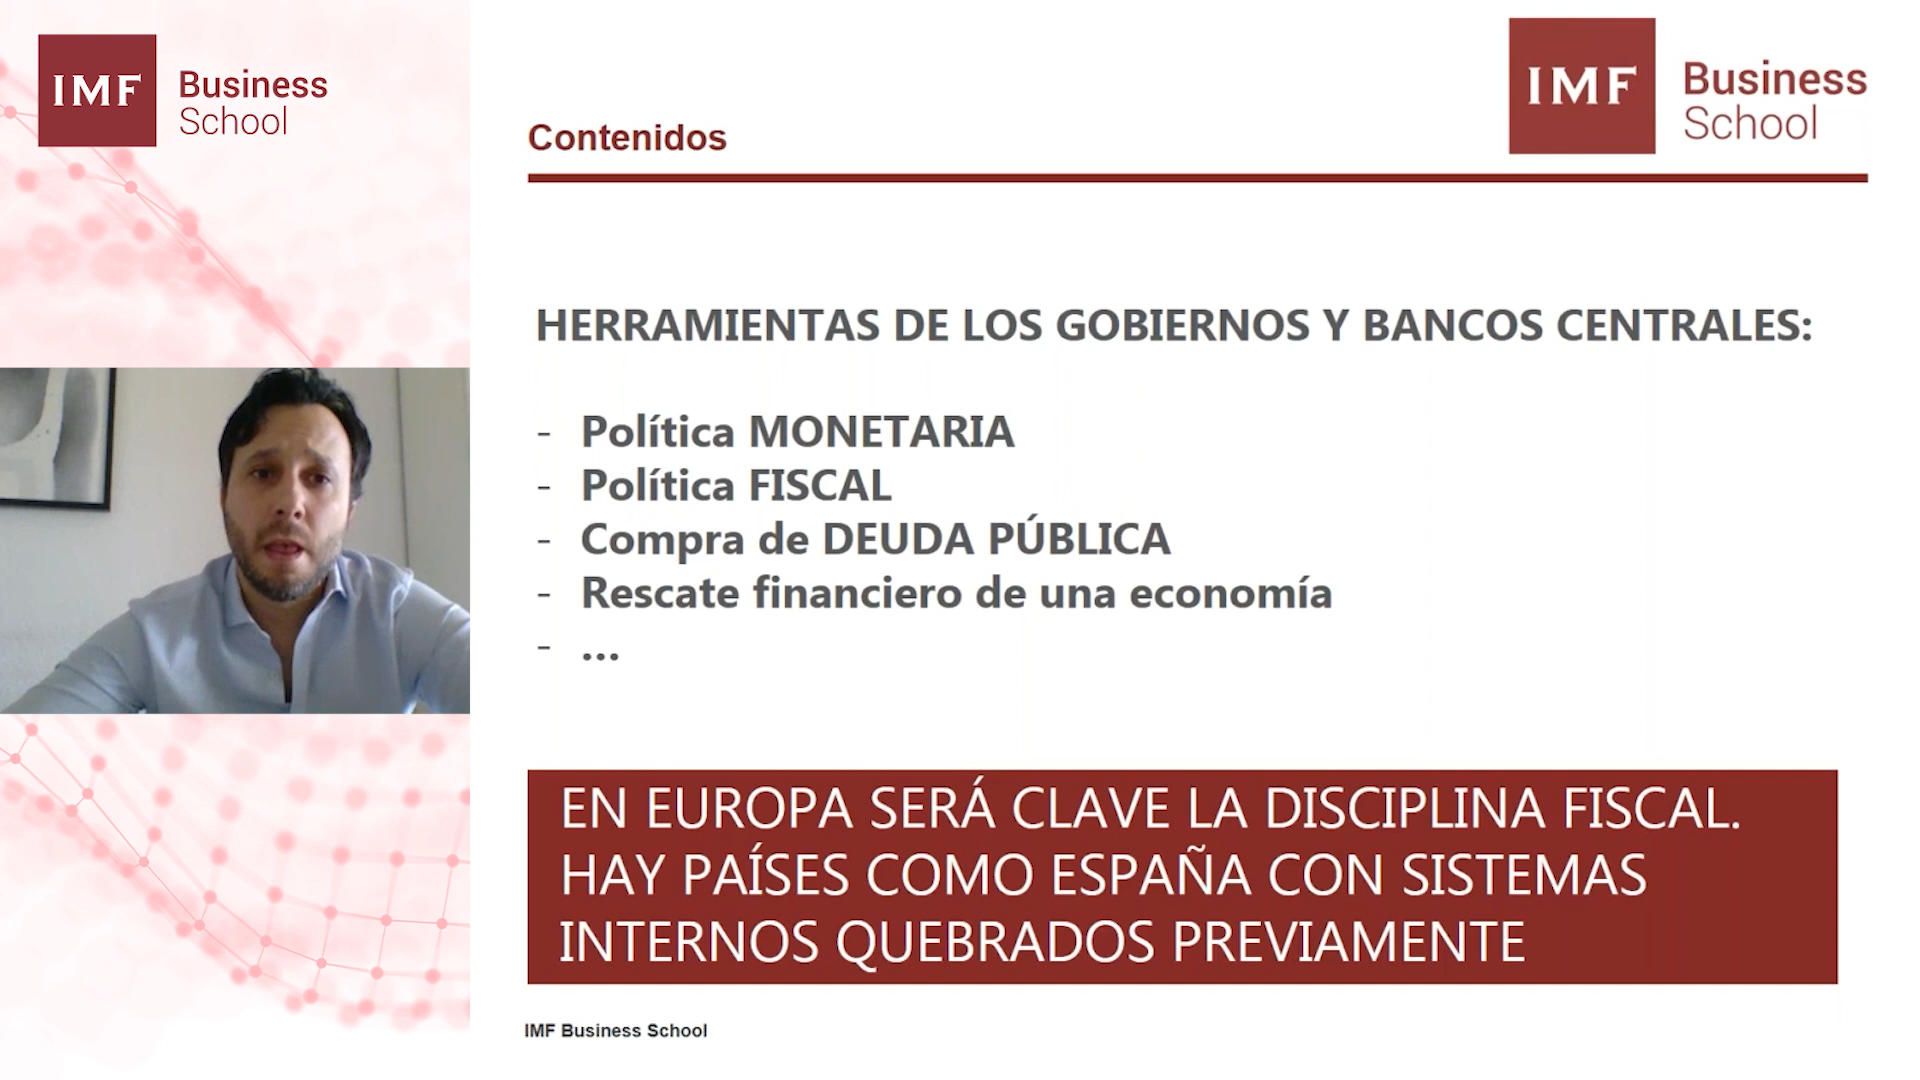 IMF Business
School
IMF Business
School
Contenidos
HERRAMIENTAS DE LOS GOBIERNOS Y BANCOS CENTRALES:
- Política MONETARIA
- Política FISCAL
- Compra de DEUDA PÚBLICA
- Rescate financiero de una economía
- ...
EN EUROPA SERÁ CLAVE LA DISCIPLINA FISCAL.
HAY PAÍSES COMO ESPAÑA CON SISTEMAS
INTERNOS QUEBRADOS PREVIAMENTE
IMF Business School